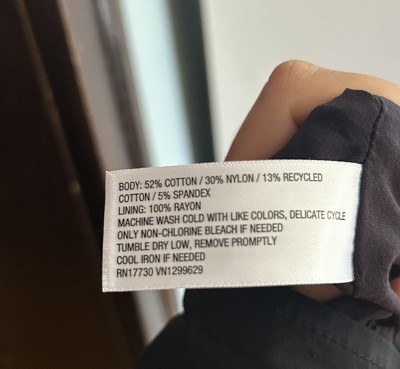 BODY: 52% COTTON / 30% NYLON / 13% RECYCLED
COTTON / 5% SPANDEX
LINING: 100% RAYON
MACHINE WASH COLD WITH LIKE COLORS, DELICATE CYCLE
ONLY NON-CHLORINE BLEACH IF NEEDED
TUMBLE DRY LOW, REMOVE PROMPTLY
COOL IRON IF NEEDED
RN17730 VN1299629